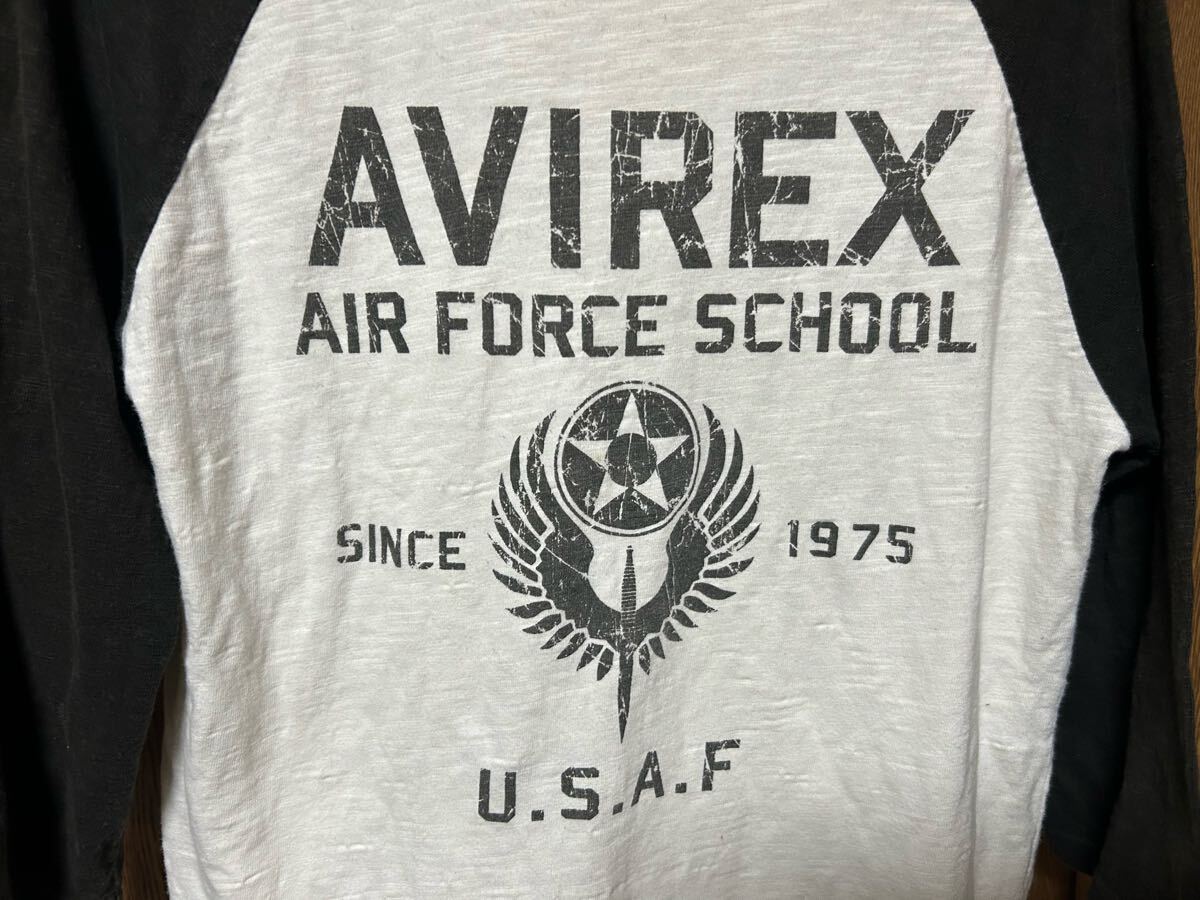 AVIREX
AIR FORCE SCHOOL
SINCE 1975
U.S.A.F